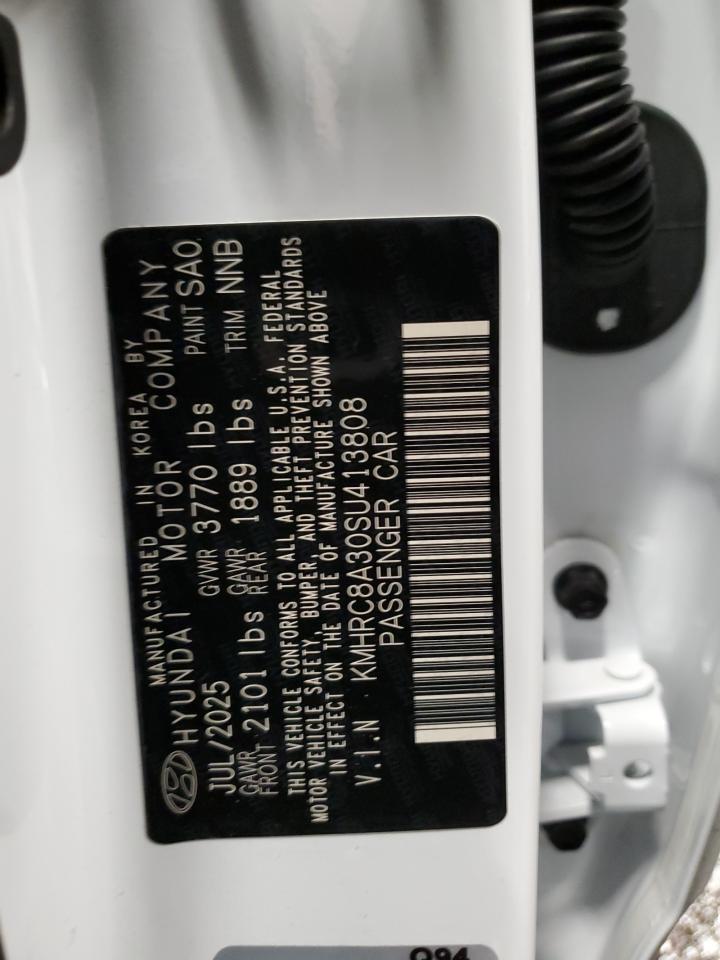 MANUFACTURED IN KOREA BY
HYUNDAI MOTOR COMPANY
JUL/2025 GVWR 3770 lbs PAINT SAO
GAWR FRONT 2101 lbs GAWR REAR 1889 lbs TRIM NNB
THIS VEHICLE CONFORMS TO ALL APPLICABLE U.S.A. FEDERAL
MOTOR VEHICLE SAFETY, BUMPER, AND THEFT PREVENTION STANDARDS
IN EFFECT ON THE DATE OF MANUFACTURE SHOWN ABOVE
V.I.N KMHRC8A30SU413808
PASSENGER CAR
Q94